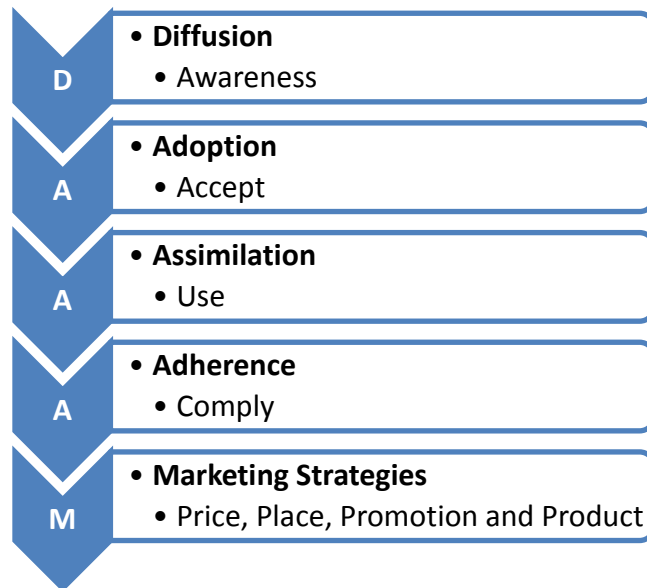 D
• Diffusion
• Awareness
A
• Adoption
• Accept
A
• Assimilation
• Use
A
• Adherence
• Comply
M
• Marketing Strategies
• Price, Place, Promotion and Product